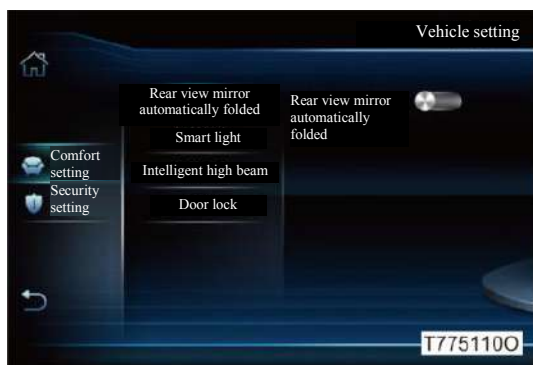 Vehicle setting
Rear view mirror
automatically folded
Smart light
Intelligent high beam
Door lock
Rear view mirror
automatically
folded
Comfort
setting
Security
setting
T775110O